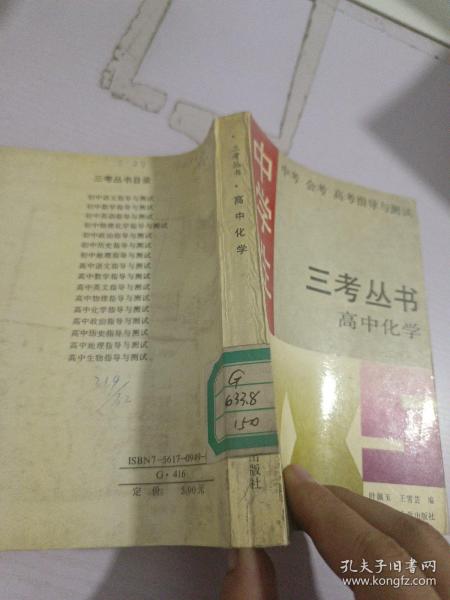 三考丛书目录
初中语文指导与测试
初中数学指导与测试
初中英语指导与测试
初中物理化学指导与测试
初中政治指导与测试
初中历史指导与测试
初中地理指导与测试
高中语文指导与测试
高中数学指导与测试
高中英文指导与测试
高中物理指导与测试
高中化学指导与测试
高中政治指导与测试
高中历史指导与测试
高中地理指导与测试
高中生物指导与测试
ISBN7-5617-0949-
G·416
定 价: 5.90元
·三考丛书·高中化学
G
633.8
150
出版社
中考 会考 高考指导与测试
三考丛书
高中化学
王雪芸 编
出版社
孔夫子旧书网
www.kongfz.com